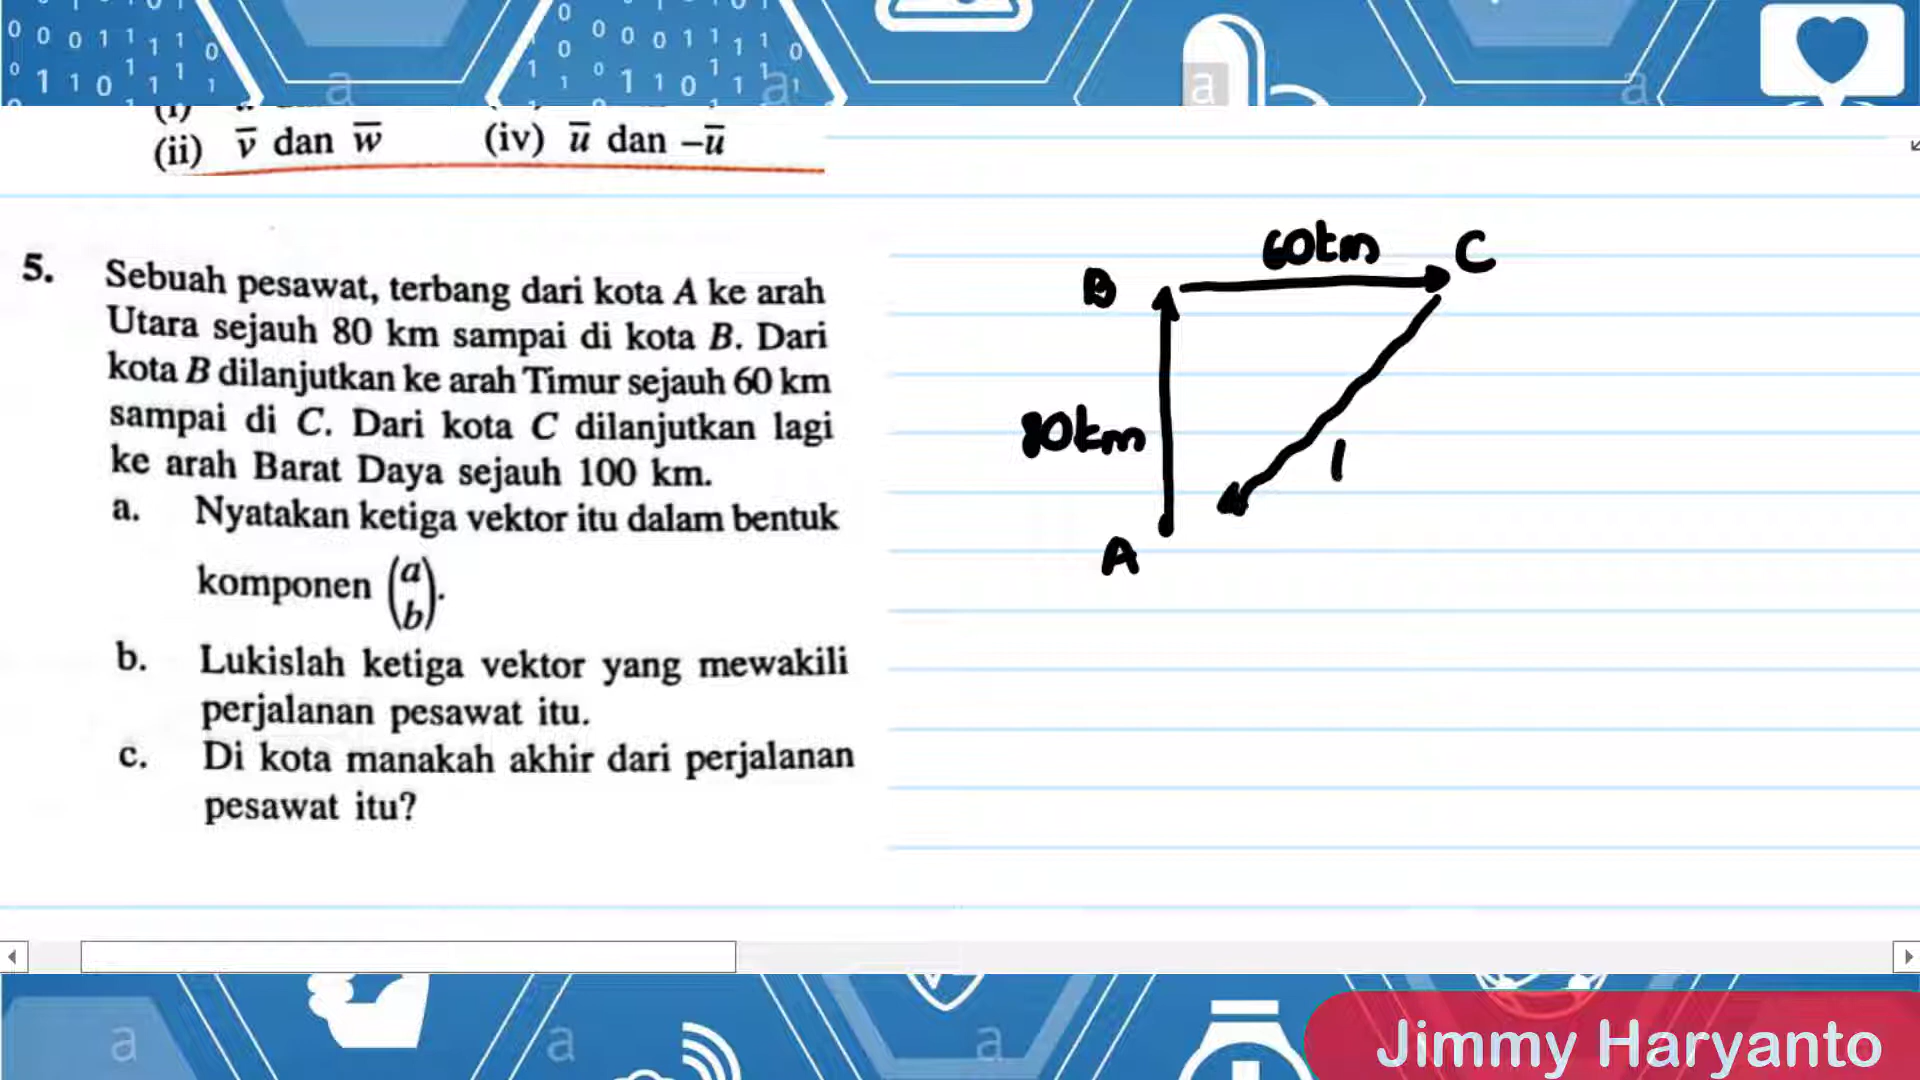 (ii) v̅ dan w̅ (iv) u̅ dan –u̅
5. Sebuah pesawat, terbang dari kota A ke arah
Utara sejauh 80 km sampai di kota B. Dari
kota B dilanjutkan ke arah Timur sejauh 60 km
sampai di C. Dari kota C dilanjutkan lagi
ke arah Barat Daya sejauh 100 km.
a. Nyatakan ketiga vektor itu dalam bentuk
komponen (a b).
b. Lukislah ketiga vektor yang mewakili
perjalanan pesawat itu.
c. Di kota manakah akhir dari perjalanan
pesawat itu?
60km C
B
80km 1
A
Jimmy Haryanto